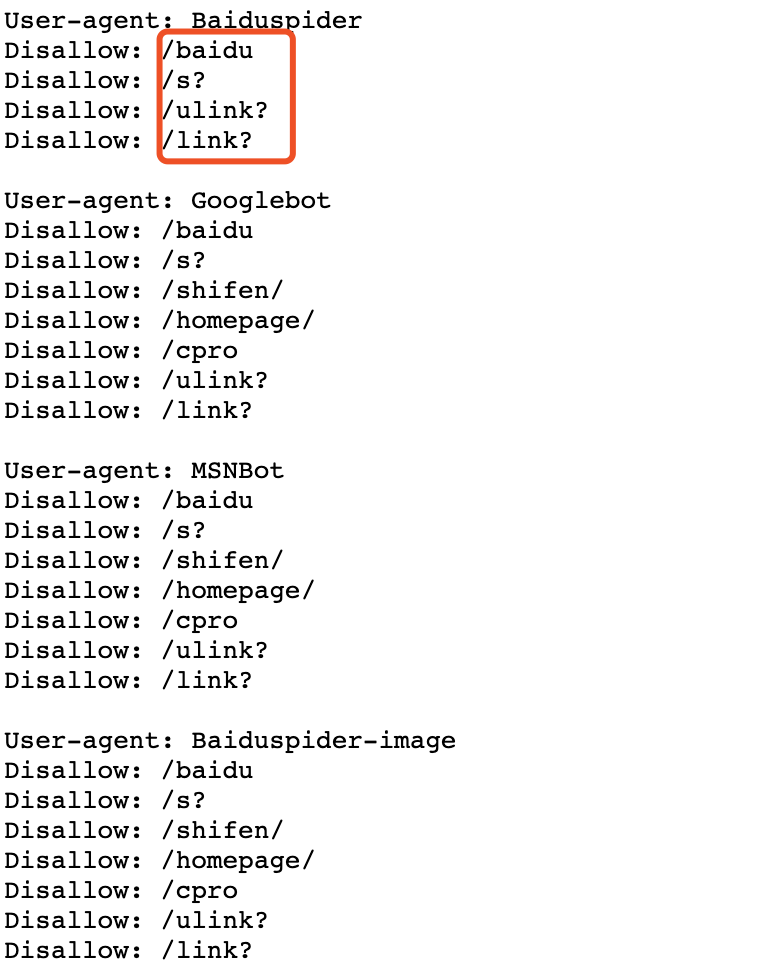 User-agent: Baiduspider
Disallow: /baidu
Disallow: /s?
Disallow: /ulink?
Disallow: /link?

User-agent: Googlebot
Disallow: /baidu
Disallow: /s?
Disallow: /shifen/
Disallow: /homepage/
Disallow: /cpro
Disallow: /ulink?
Disallow: /link?

User-agent: MSNBot
Disallow: /baidu
Disallow: /s?
Disallow: /shifen/
Disallow: /homepage/
Disallow: /cpro
Disallow: /ulink?
Disallow: /link?

User-agent: Baiduspider-image
Disallow: /baidu
Disallow: /s?
Disallow: /shifen/
Disallow: /homepage/
Disallow: /cpro
Disallow: /ulink?
Disallow: /link?